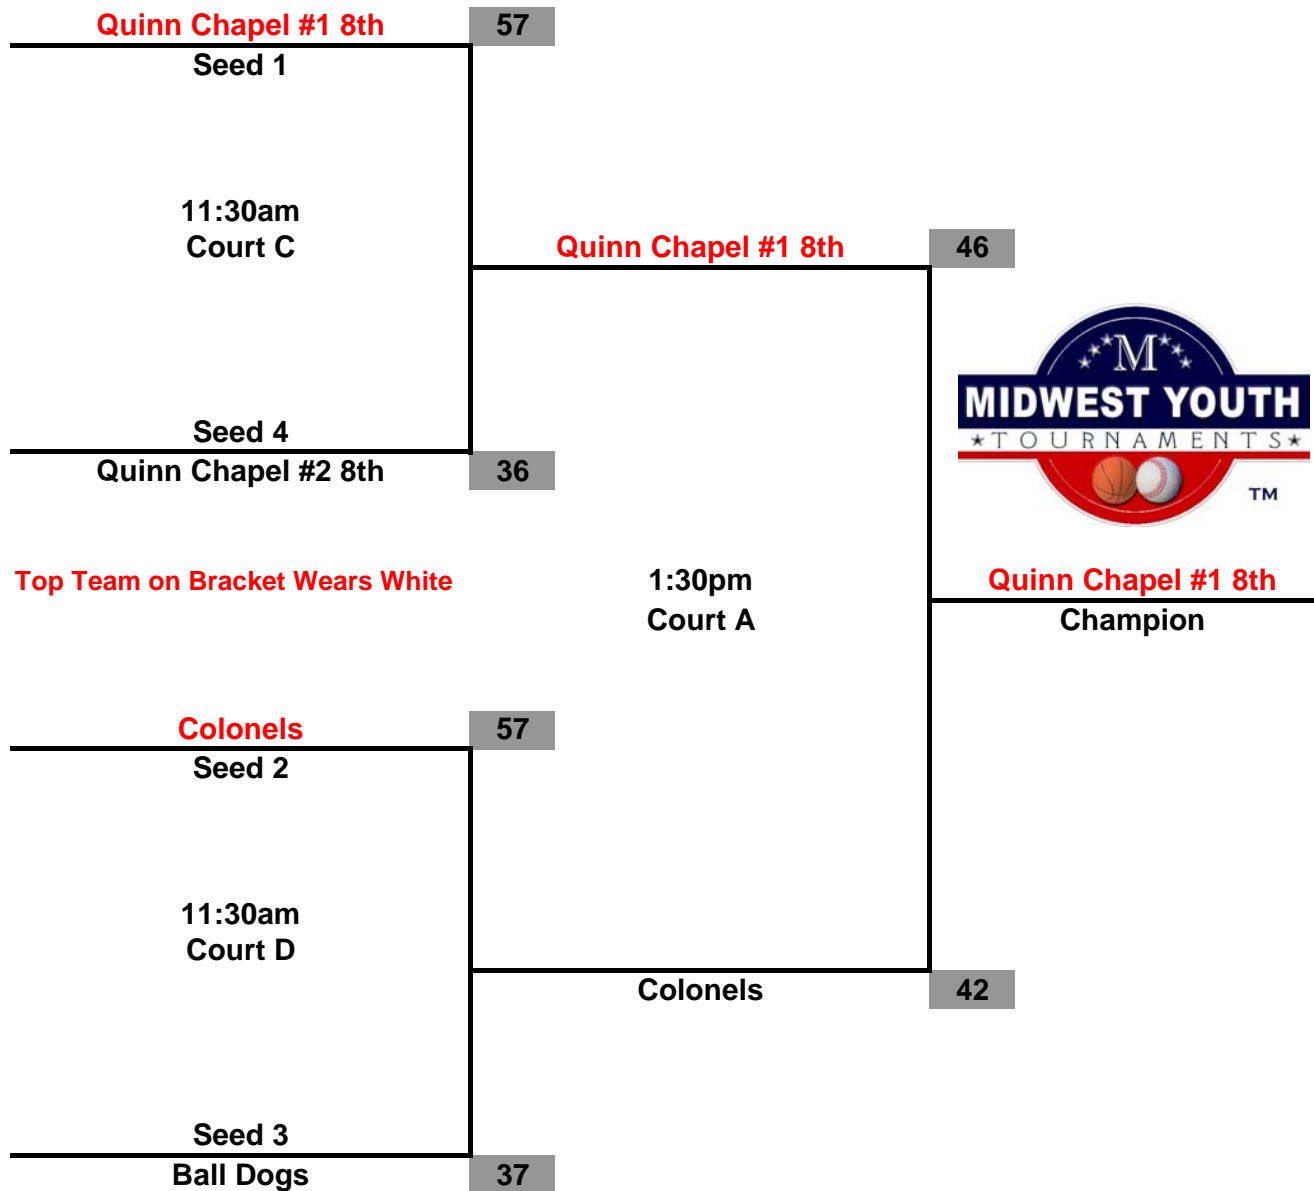 Quinn Chapel #1 8th 57
Seed 1
11:30am
Court C
Quinn Chapel #1 8th 46
Seed 4
Quinn Chapel #2 8th 36
M
MIDWEST YOUTH
★TOURNAMENTS★
TM
Top Team on Bracket Wears White
1:30pm
Court A
Quinn Chapel #1 8th
Champion
Colonels 57
Seed 2
11:30am
Court D
Colonels 42
Seed 3
Ball Dogs 37